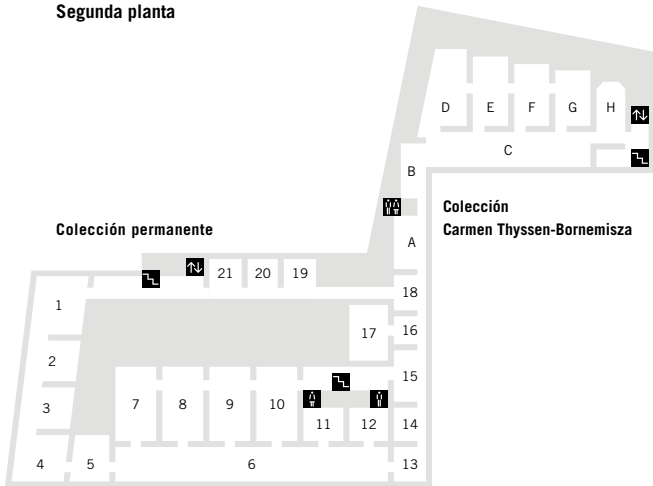 Segunda planta
D E F G H
C
B
Colección
Carmen Thyssen-Bornemisza
Colección permanente
A
21 20 19
18
1
17
16
2
15
3
7 8 9 10
11 12 14
4 5 6 13